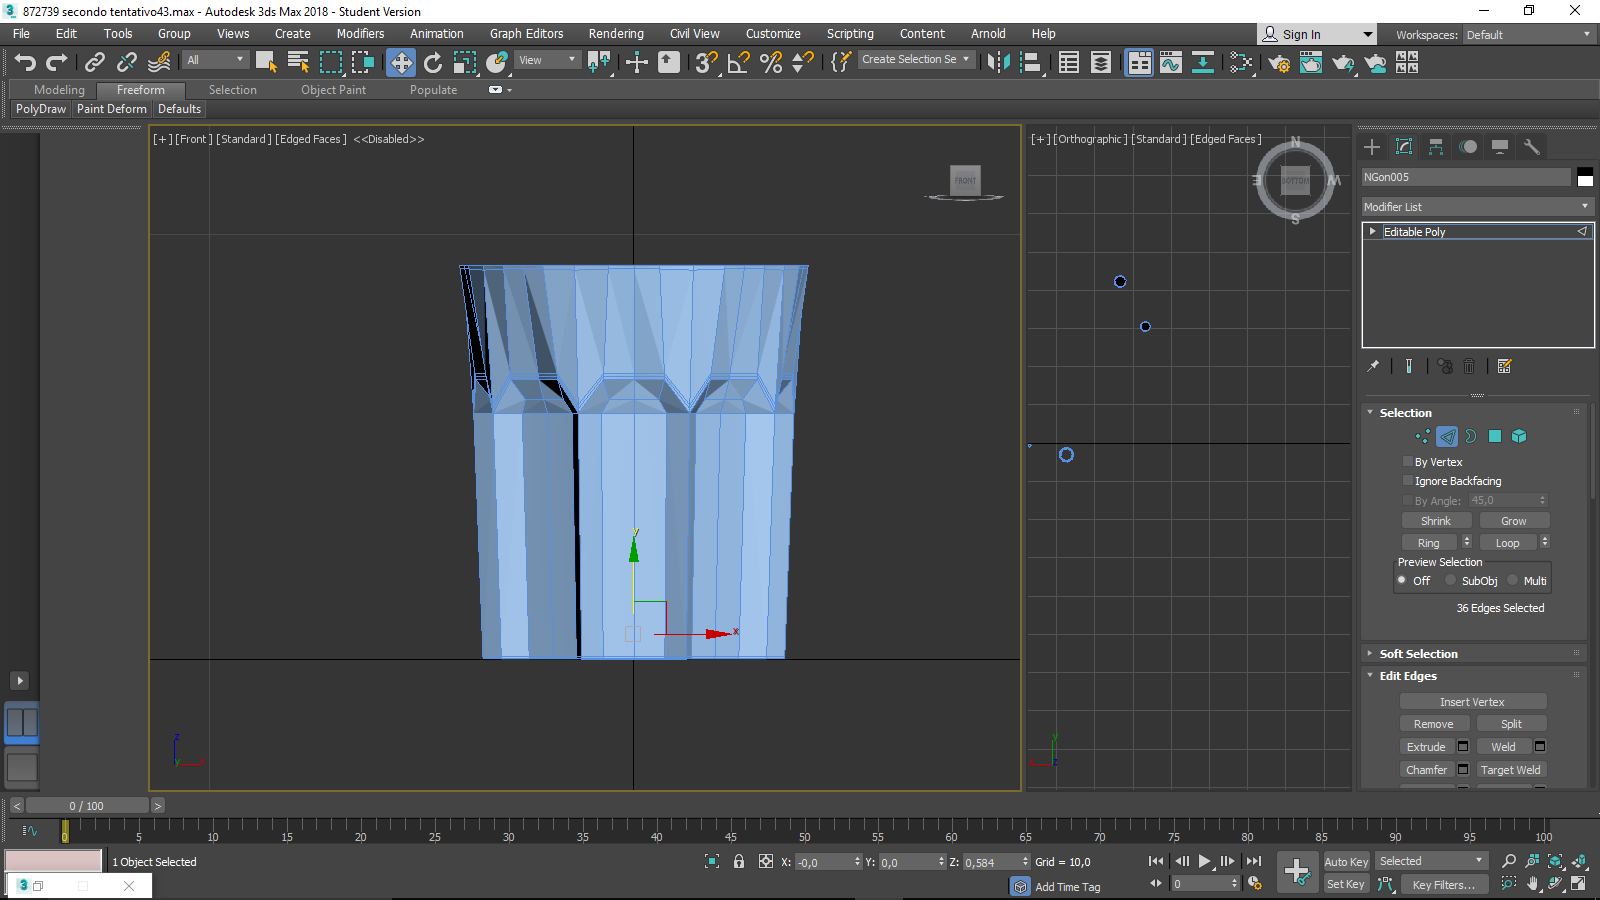 872739 secondo tentativo43.max - Autodesk 3ds Max 2018 - Student Version
File Edit Tools Group Views Create Modifiers Animation Graph Editors Rendering Civil View Customize Scripting Content Arnold Help Sign In Workspaces: Default
All View Create Selection Se
Modeling Freeform Selection Object Paint Populate
PolyDraw Paint Deform Defaults
[+] [Front] [Standard] [Edged Faces] <<Disabled>>
[+] [Orthographic] [Standard] [Edged Faces]
FRONT
N
E BOTTOM W
S
NGon005
Modifier List
Editable Poly
Selection
By Vertex
Ignore Backfacing
By Angle: 45,0
Shrink Grow
Ring Loop
Preview Selection
Off SubObj Multi
36 Edges Selected
Soft Selection
Edit Edges
Insert Vertex
Remove Split
Extrude Weld
Chamfer Target Weld
y
x
z
x
y
z
< 0 / 100 >
0 5 10 15 20 25 30 35 40 45 50 55 60 65 70 75 80 85 90 95 100
1 Object Selected X: -0,0 Y: 0,0 Z: 0,584 Grid = 10,0 Auto Key Selected
Add Time Tag 0 Set Key Key Filters...
3